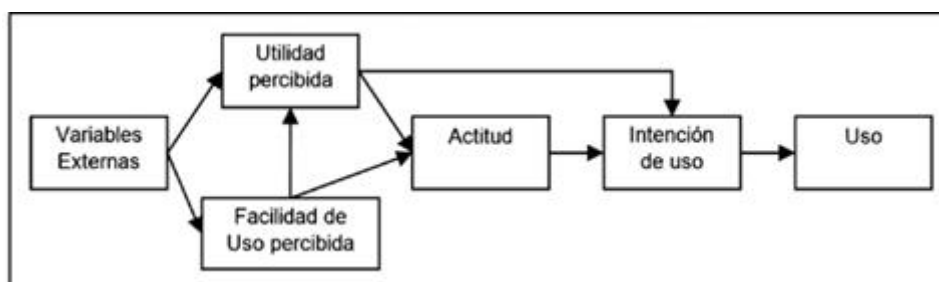 Utilidad
percibida
Variables
Externas
Facilidad de
Uso percibida
Actitud
Intención
de uso
Uso